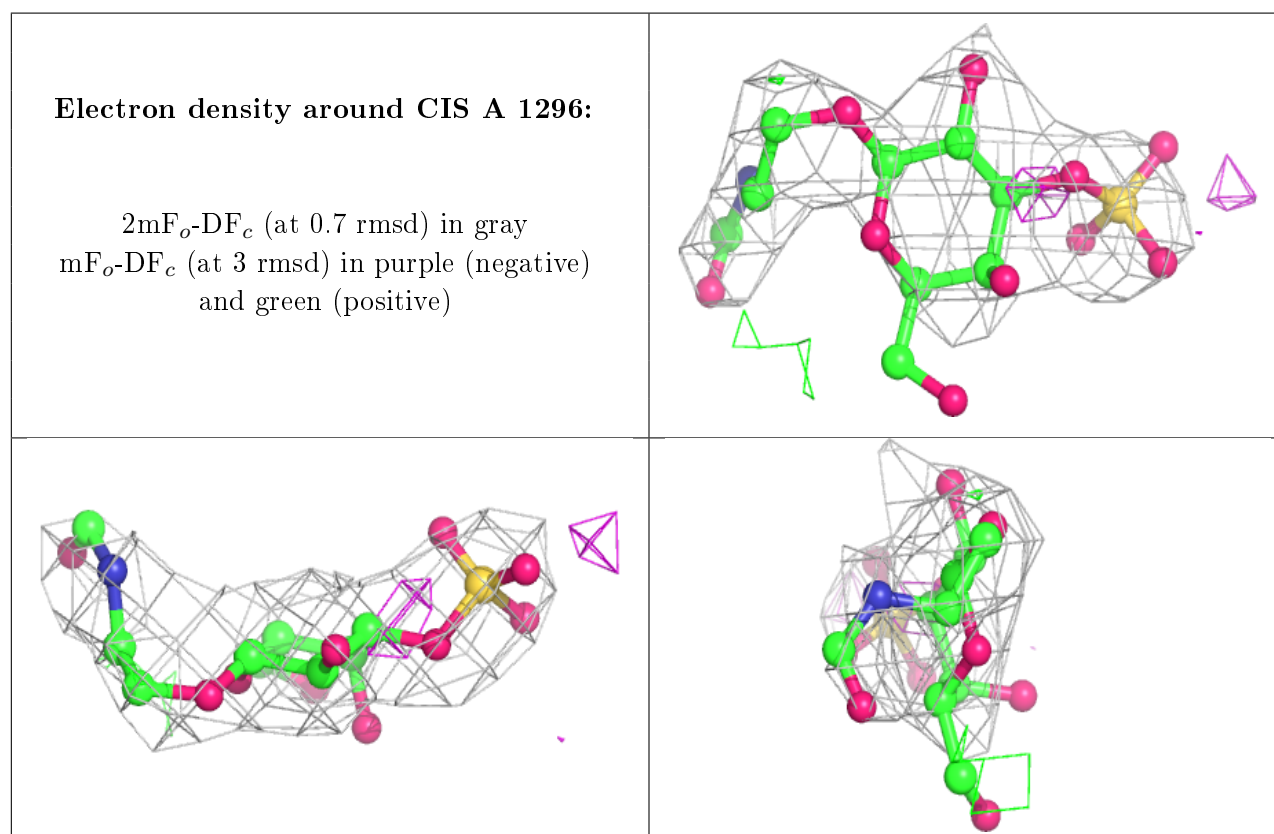 Electron density around CIS A 1296:
2mFo-DFc (at 0.7 rmsd) in gray
mFo-DFc (at 3 rmsd) in purple (negative)
and green (positive)